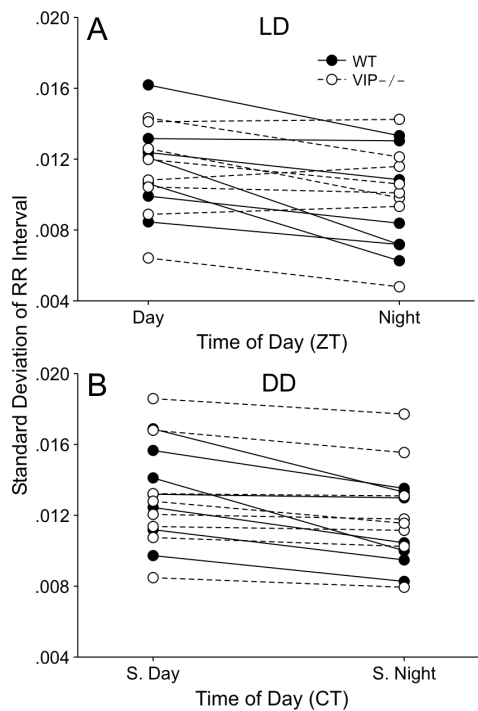 A
LD
WT
VIP-/-
.020
.016
.012
.008
.004
Day
Night
Time of Day (ZT)
Standard Deviation of RR Interval
B
DD
.020
.016
.012
.008
.004
S. Day
S. Night
Time of Day (CT)